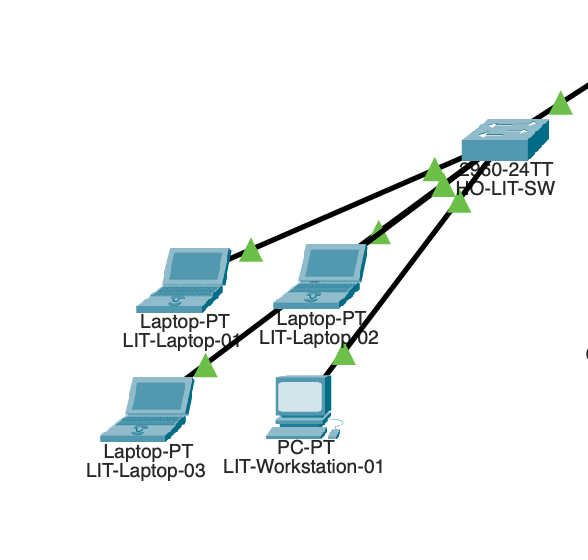 2960-24TT
HO-LIT-SW
Laptop-PT
LIT-Laptop-01
Laptop-PT
LIT-Laptop-02
Laptop-PT
LIT-Laptop-03
PC-PT
LIT-Workstation-01